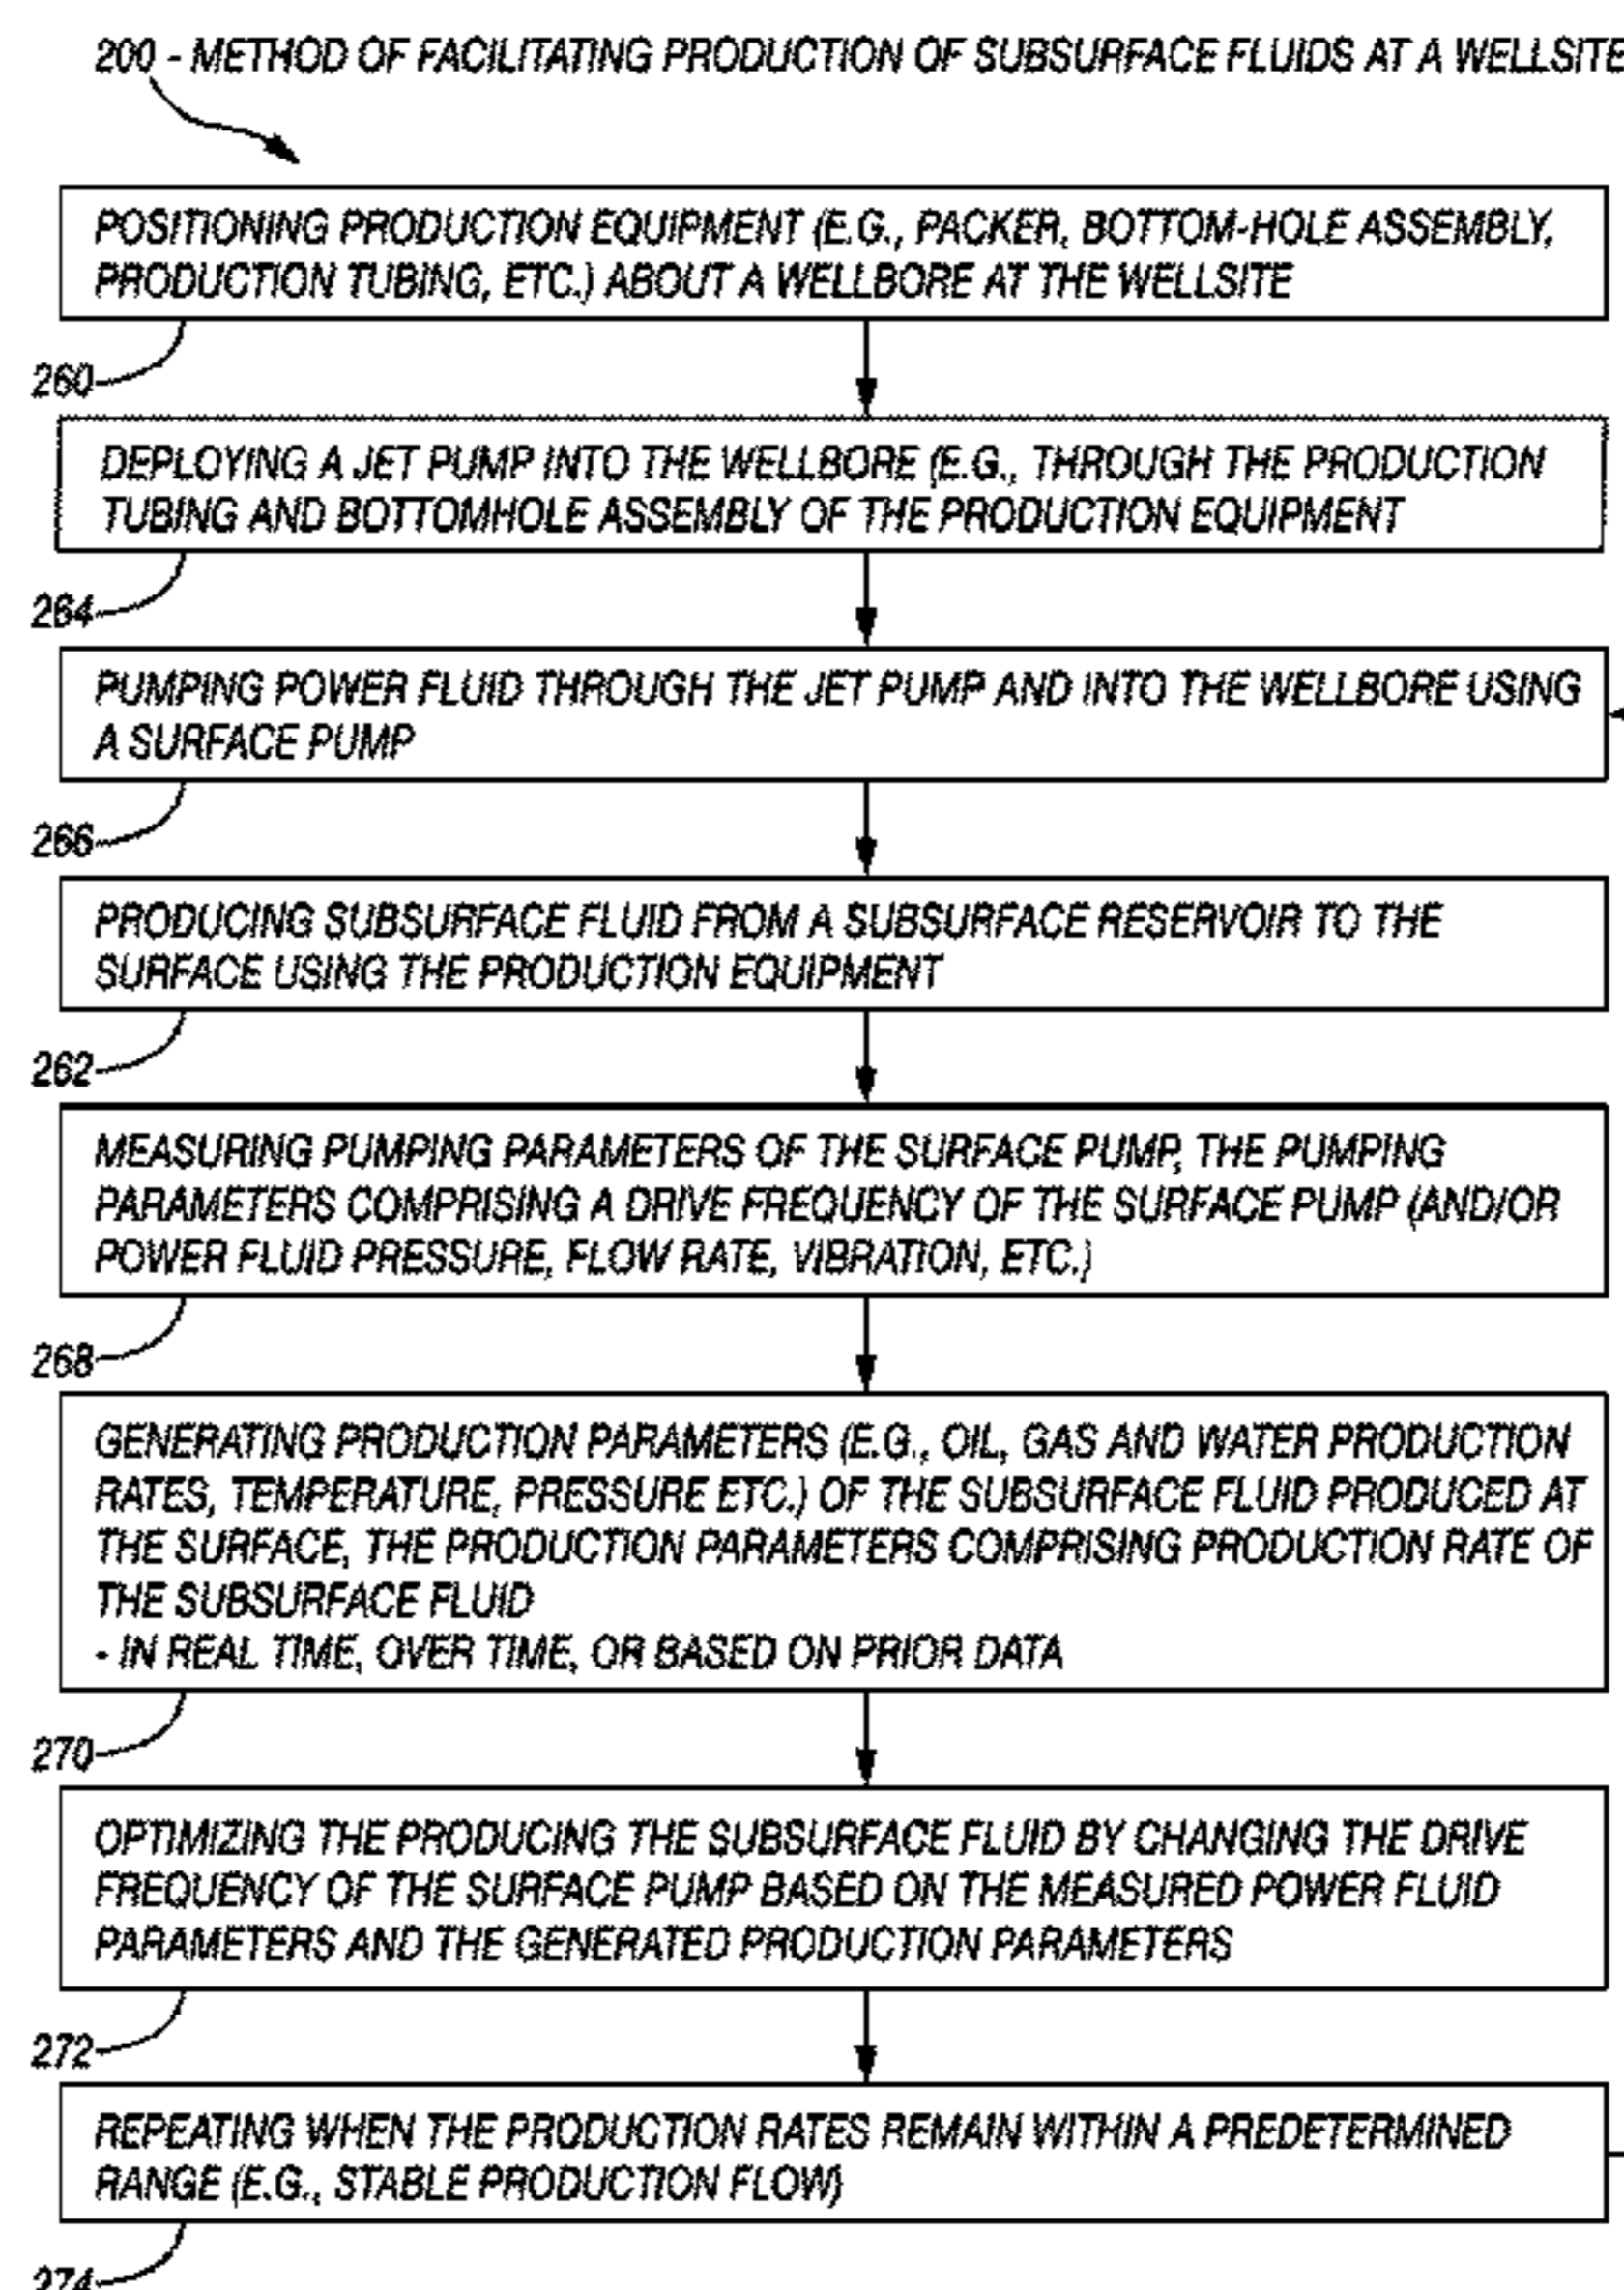 200 - METHOD OF FACILITATING PRODUCTION OF SUBSURFACE FLUIDS AT A WELLSITE
POSITIONING PRODUCTION EQUIPMENT (E.G., PACKER, BOTTOM-HOLE ASSEMBLY,
PRODUCTION TUBING, ETC.) ABOUT A WELLBORE AT THE WELLSITE
260
DEPLOYING A JET PUMP INTO THE WELLBORE (E.G., THROUGH THE PRODUCTION
TUBING AND BOTTOMHOLE ASSEMBLY OF THE PRODUCTION EQUIPMENT
264
PUMPING POWER FLUID THROUGH THE JET PUMP AND INTO THE WELLBORE USING
A SURFACE PUMP
266
PRODUCING SUBSURFACE FLUID FROM A SUBSURFACE RESERVOIR TO THE
SURFACE USING THE PRODUCTION EQUIPMENT
262
MEASURING PUMPING PARAMETERS OF THE SURFACE PUMP, THE PUMPING
PARAMETERS COMPRISING A DRIVE FREQUENCY OF THE SURFACE PUMP (AND/OR
POWER FLUID PRESSURE, FLOW RATE, VIBRATION, ETC.)
268
GENERATING PRODUCTION PARAMETERS (E.G., OIL, GAS AND WATER PRODUCTION
RATES, TEMPERATURE, PRESSURE ETC.) OF THE SUBSURFACE FLUID PRODUCED AT
THE SURFACE, THE PRODUCTION PARAMETERS COMPRISING PRODUCTION RATE OF
THE SUBSURFACE FLUID
- IN REAL TIME, OVER TIME, OR BASED ON PRIOR DATA
270
OPTIMIZING THE PRODUCING THE SUBSURFACE FLUID BY CHANGING THE DRIVE
FREQUENCY OF THE SURFACE PUMP BASED ON THE MEASURED POWER FLUID
PARAMETERS AND THE GENERATED PRODUCTION PARAMETERS
272
REPEATING WHEN THE PRODUCTION RATES REMAIN WITHIN A PREDETERMINED
RANGE (E.G., STABLE PRODUCTION FLOW)
274